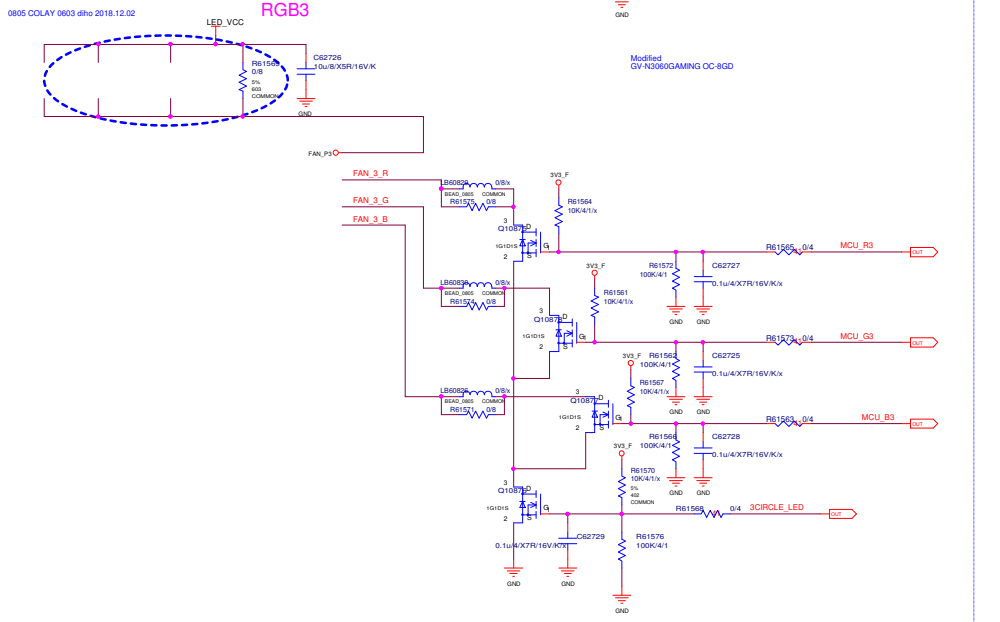 0805 COLAY 0603 diho 2018.12.02
RGB3
GND
LED_VCC
C62726
10u/8/X5R/16V/K
0/8
5%
603
COMMON
GND
Modified
GV-N3060GAMING OC-8GD
FAN_P3
FAN_3_R
FAN_3_G
FAN_3_B
LB60829 0/8/x
BEAD_0805 COMMON
R61575 0/8
3V3_F
R61564
10K/4/1/x
3
D
1G1D1S
G
2
S
R61565 0/4
MCU_R3
OUT
R61572
100K/4/1
C62727
0.1u/4/X7R/16V/K/x
GND
GND
3V3_F
R61561
10K/4/1/x
LB60830 0/8/x
BEAD_0805 COMMON
R61574 0/8
3
D
1G1D1S
G
2
S
R61573 0/4
MCU_G3
OUT
3V3_F
R61562
100K/4/1
C62725
0.1u/4/X7R/16V/K/x
R61567
10K/4/1/x
GND
GND
0/8/x
BEAD_0805 COMMON
R61571 0/8
3
D
Q10877
1G1D1S
G
2
S
R61563 0/4
MCU_B3
OUT
R61566
100K/4/1
C62728
0.1u/4/X7R/16V/K/x
3V3_F
R61570
10K/4/1/x
5%
402
COMMON
GND
GND
3
D
1G1D1S
G
2
S
R61568 0/4
3CIRCLE_LED
OUT
C62729
0.1u/4/X7R/16V/K/x
R61576
100K/4/1
GND
GND
GND